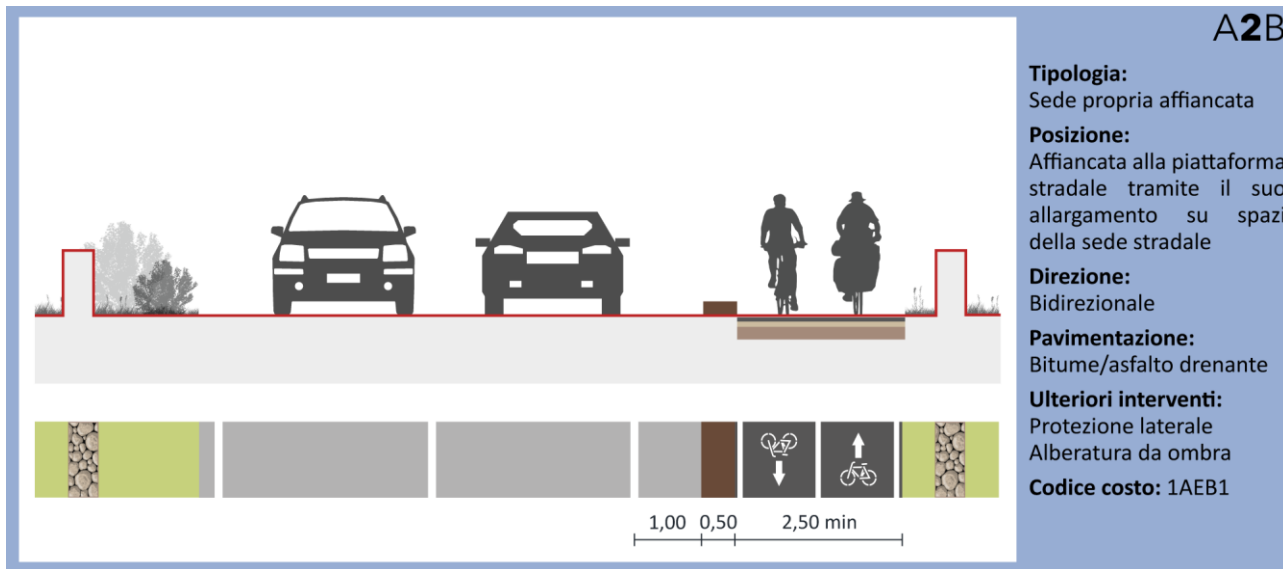 A2B
Tipologia:
Sede propria affiancata
Posizione:
Affiancata alla piattaforma
stradale tramite il suo
allargamento su spazi
della sede stradale
Direzione:
Bidirezionale
Pavimentazione:
Bitume/asfalto drenante
Ulteriori interventi:
Protezione laterale
Alberatura da ombra
Codice costo: 1AEB1
1,00 0,50 2,50 min